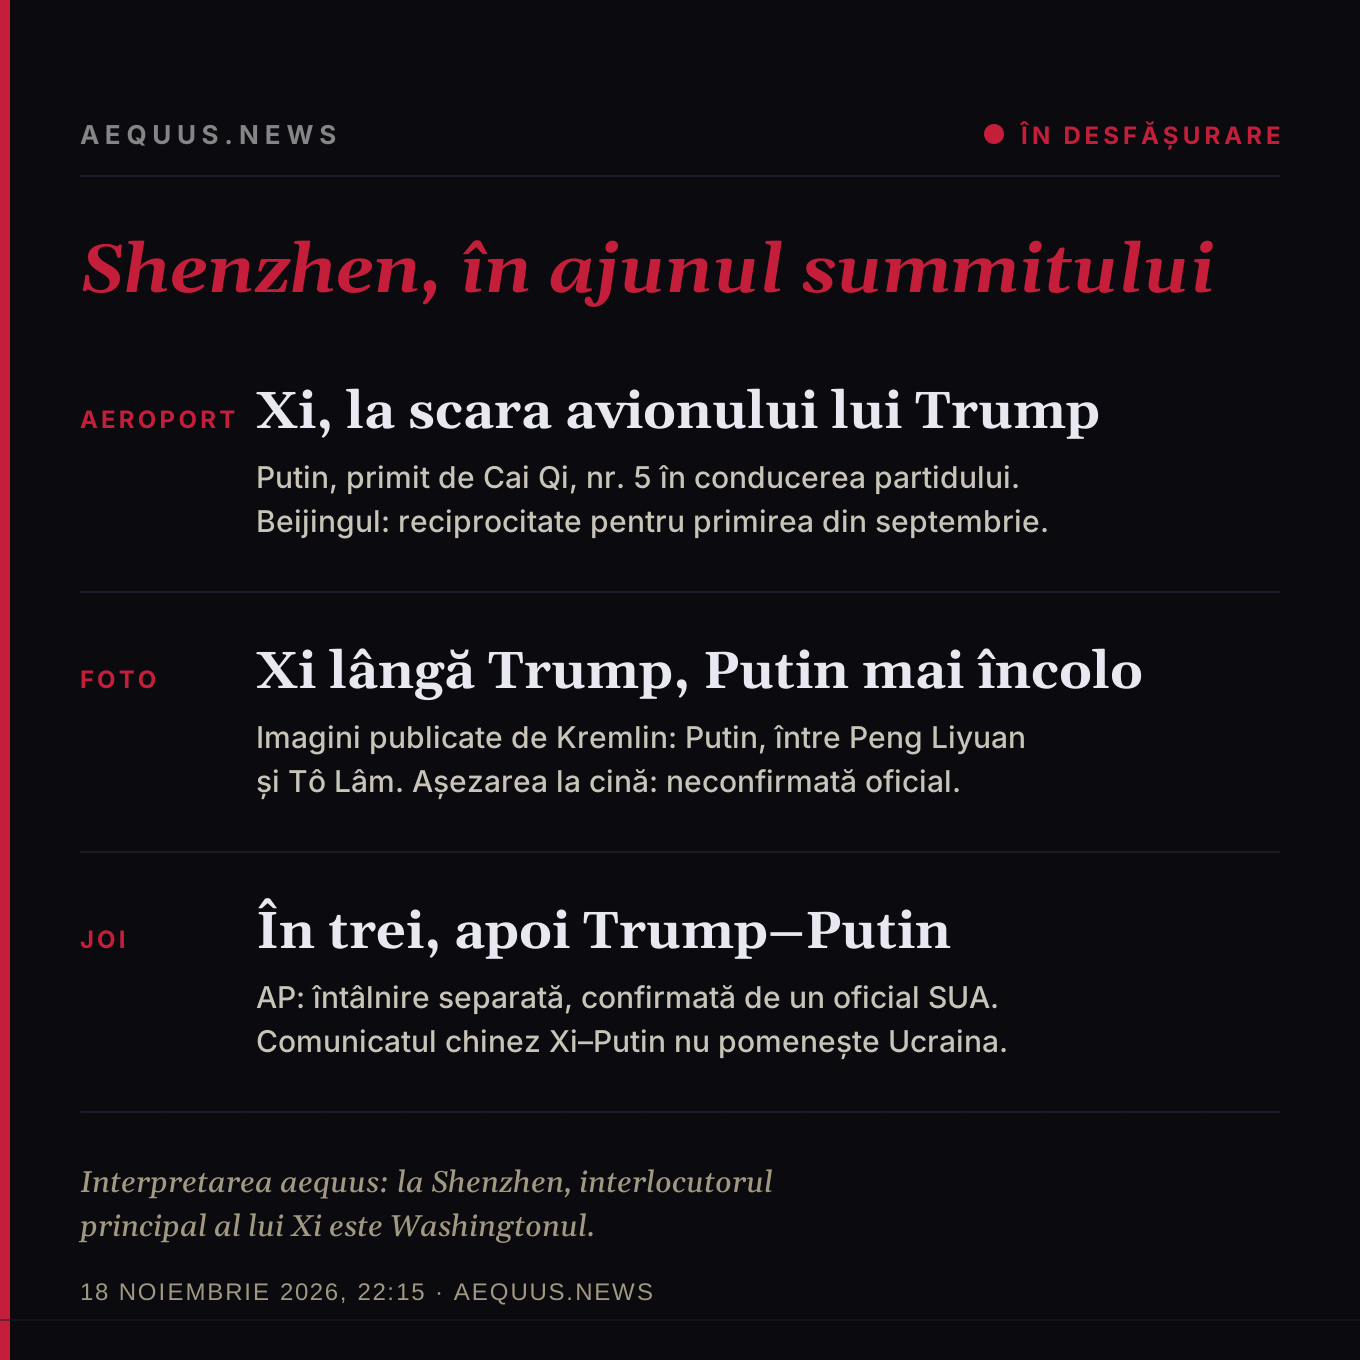 AEQUUS.NEWS
ÎN DESFĂȘURARE
Shenzhen, în ajunul summitului
AEROPORT
Xi, la scara avionului lui Trump
Putin, primit de Cai Qi, nr. 5 în conducerea partidului.
Beijingul: reciprocitate pentru primirea din septembrie.
FOTO
Xi lângă Trump, Putin mai încolo
Imagini publicate de Kremlin: Putin, între Peng Liyuan
și Tô Lâm. Așezarea la cină: neconfirmată oficial.
JOI
În trei, apoi Trump–Putin
AP: întâlnire separată, confirmată de un oficial SUA.
Comunicatul chinez Xi–Putin nu pomenește Ucraina.
Interpretarea aequus: la Shenzhen, interlocutorul
principal al lui Xi este Washingtonul.
18 NOIEMBRIE 2026, 22:15 · AEQUUS.NEWS